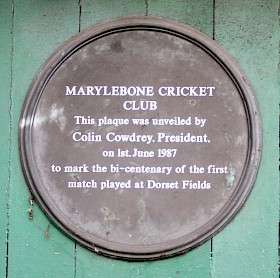 MARYLEBONE CRICKET
CLUB
This plaque was unveiled by
Colin Cowdrey, President,
on 1st. June 1987
to mark the bi-centenary of the first
match played at Dorset Fields